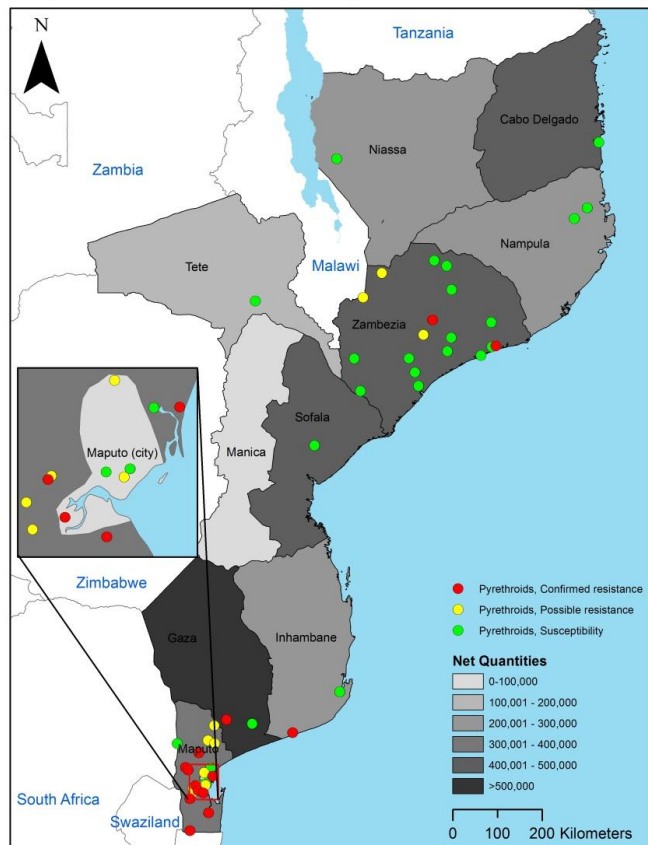 N
Tanzania
Cabo Delgado
Niassa
Zambia
Nampula
Tete
Malawi
Zambezia
Sofala
Manica
Maputo (city)
Zimbabwe
Gaza
Inhambane
Maputo
South Africa
Swaziland
Pyrethroids, Confirmed resistance
Pyrethroids, Possible resistance
Pyrethroids, Susceptibility
Net Quantities
0-100,000
100,001 - 200,000
200,001 - 300,000
300,001 - 400,000
400,001 - 500,000
>500,000
0 100 200 Kilometers